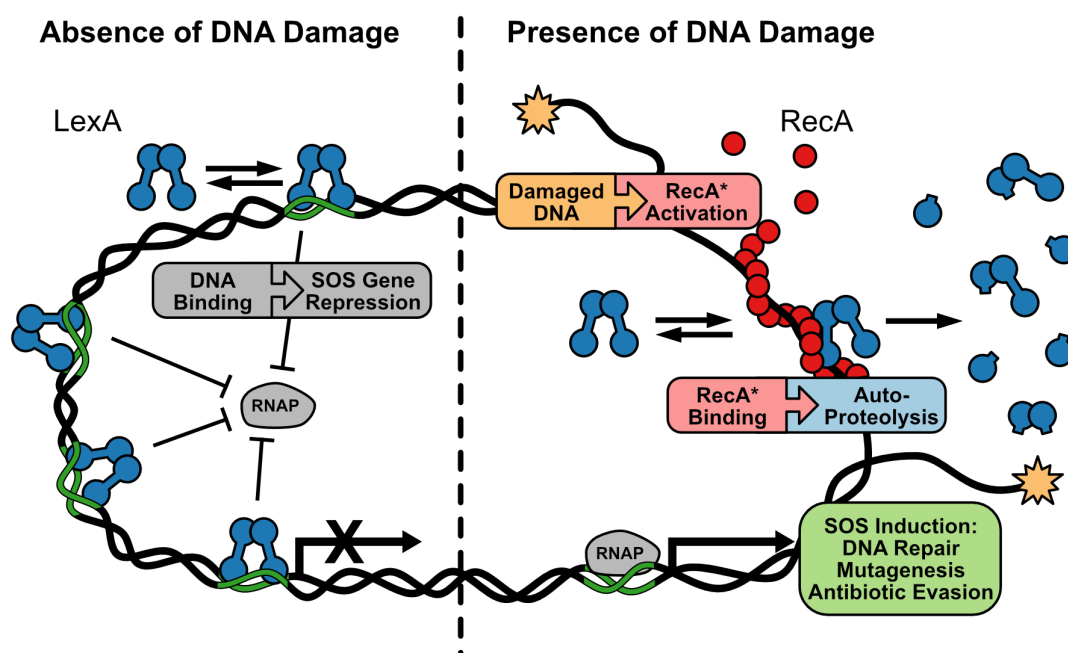 Absence of DNA Damage
Presence of DNA Damage
LexA
RecA
Damaged
DNA
RecA*
Activation
DNA
Binding
SOS Gene
Repression
RNAP
RecA*
Binding
Auto-
Proteolysis
X
RNAP
SOS Induction:
DNA Repair
Mutagenesis
Antibiotic Evasion